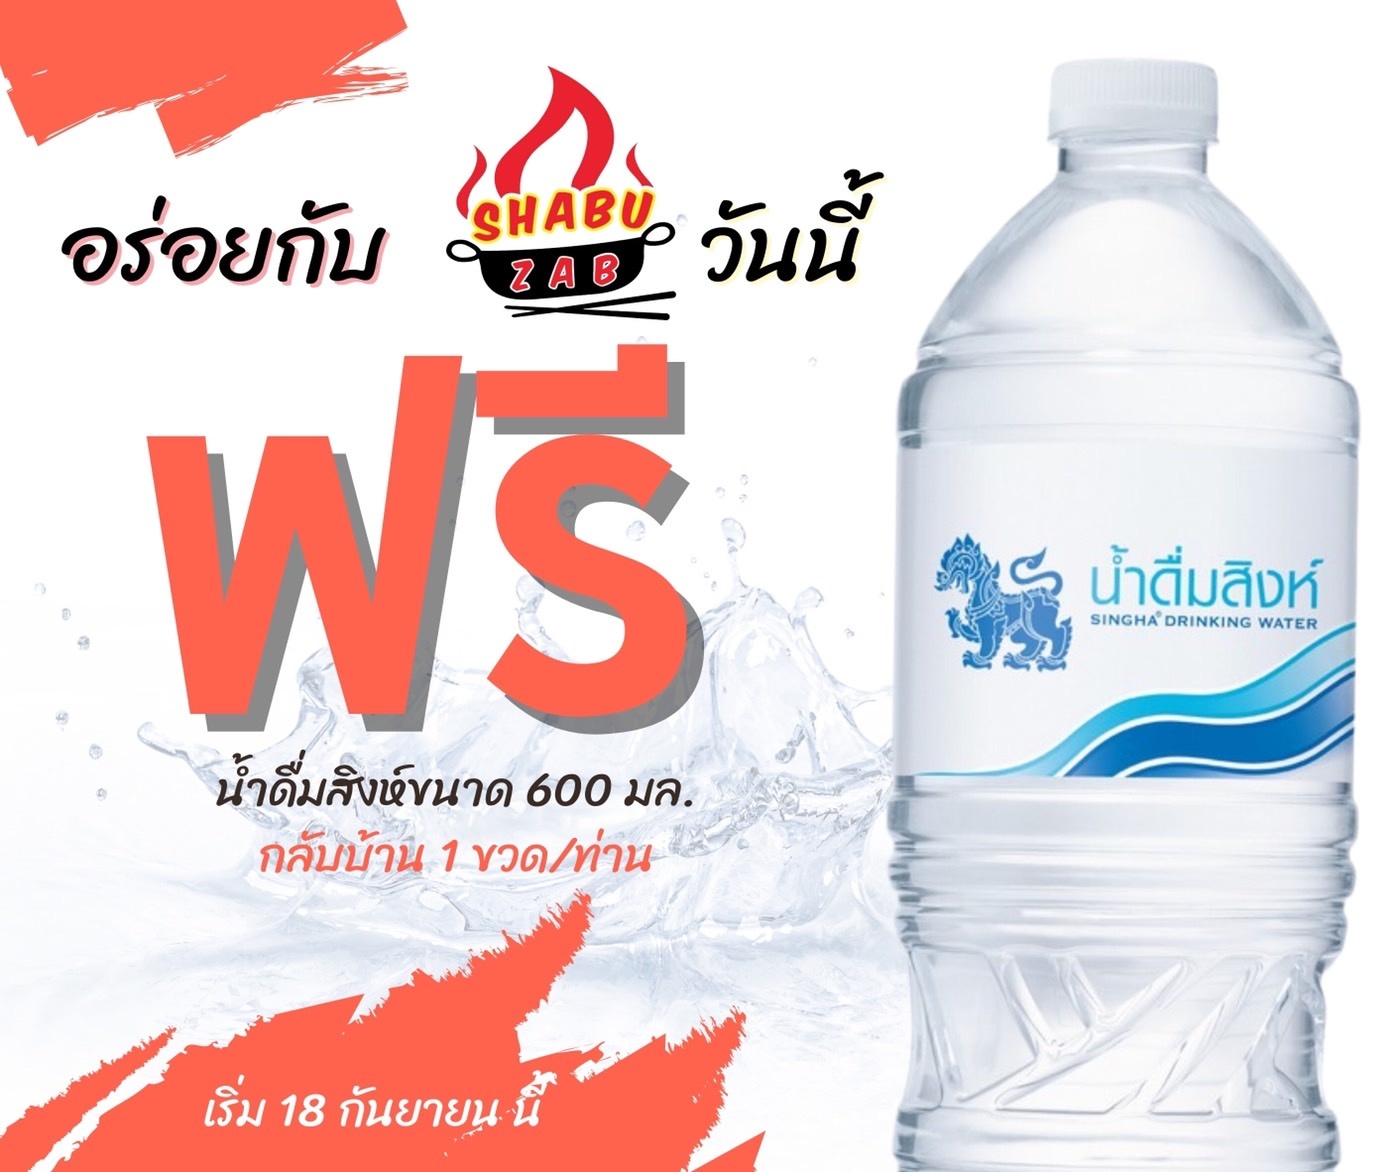 อร่อยกับ SHABU ZAB วันนี้
ฟรี
น้ำดื่มสิงห์ขนาด 600 มล.
กลับบ้าน 1 ขวด/ท่าน
เริ่ม 18 กันยายน นี้
น้ำดื่มสิงห์
SINGHA® DRINKING WATER